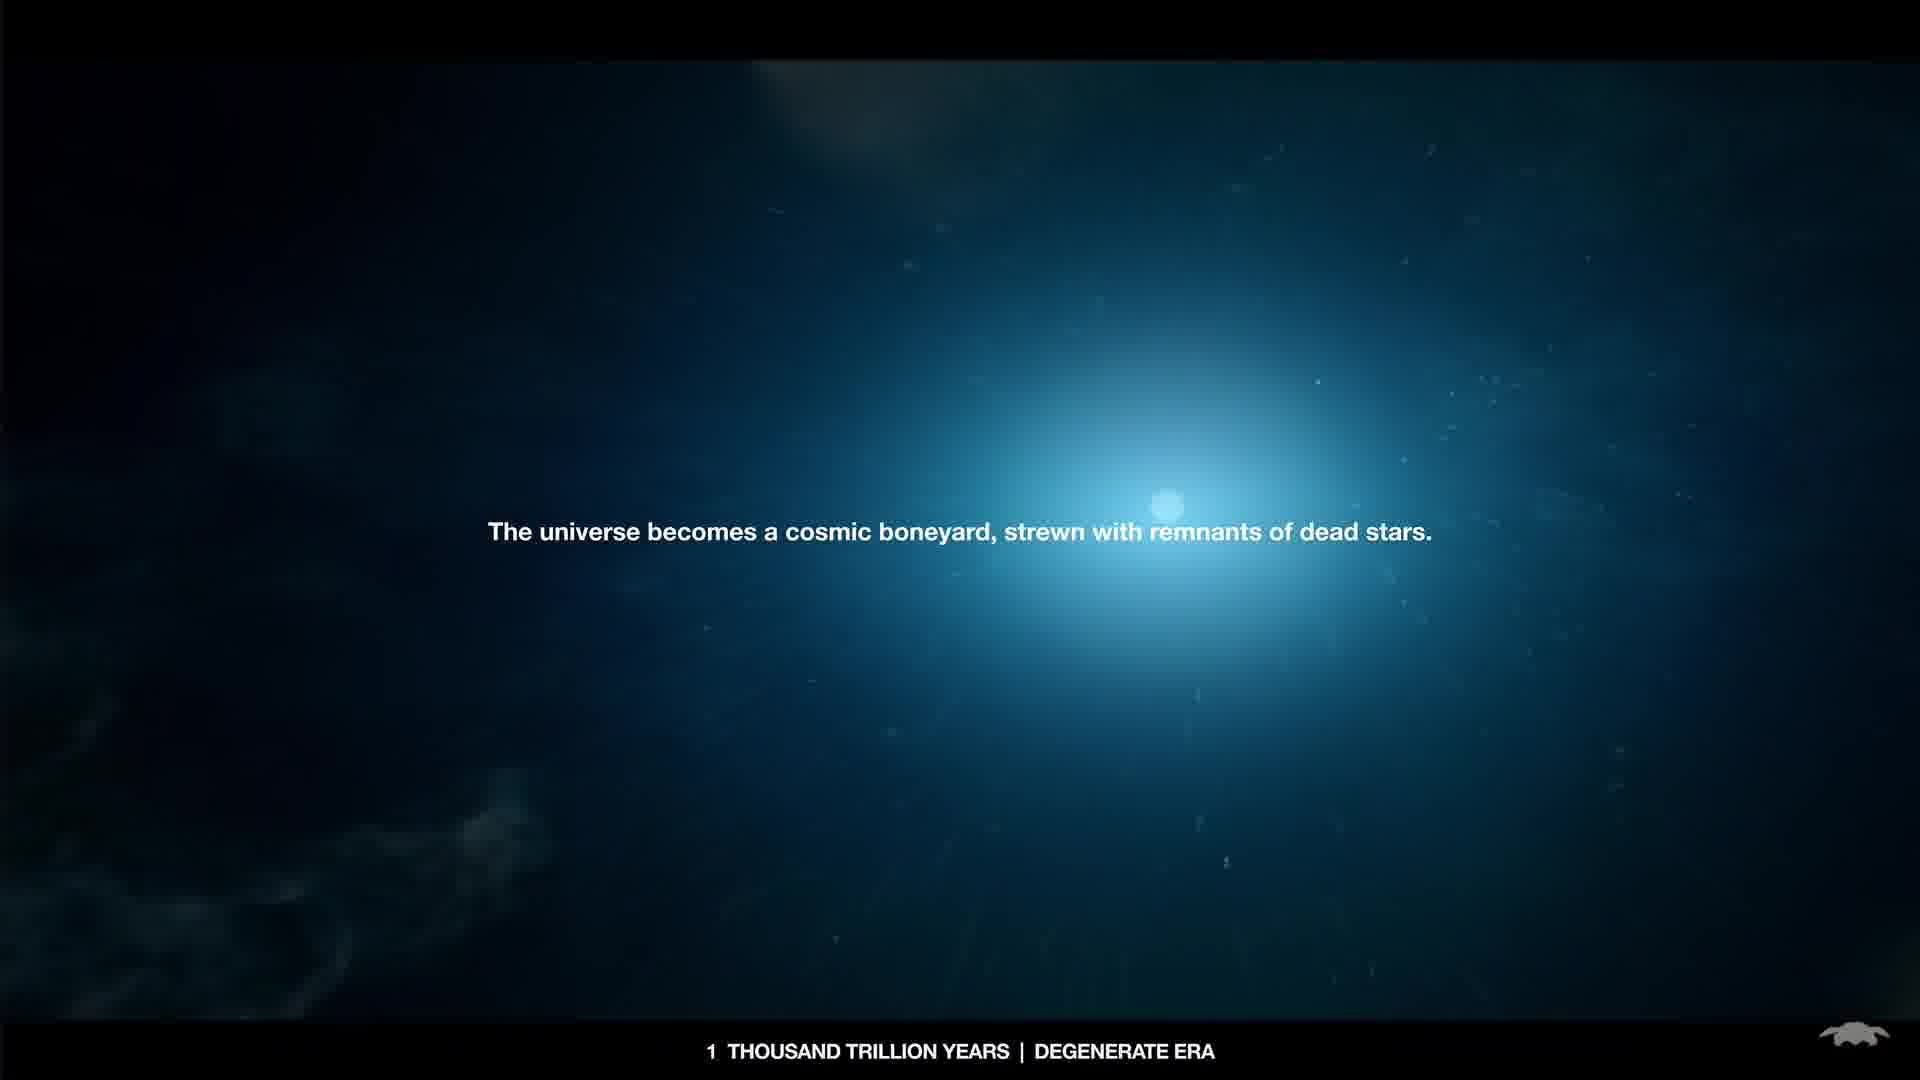 The universe becomes a cosmic boneyard, strewn with remnants of dead stars.
1 THOUSAND TRILLION YEARS | DEGENERATE ERA